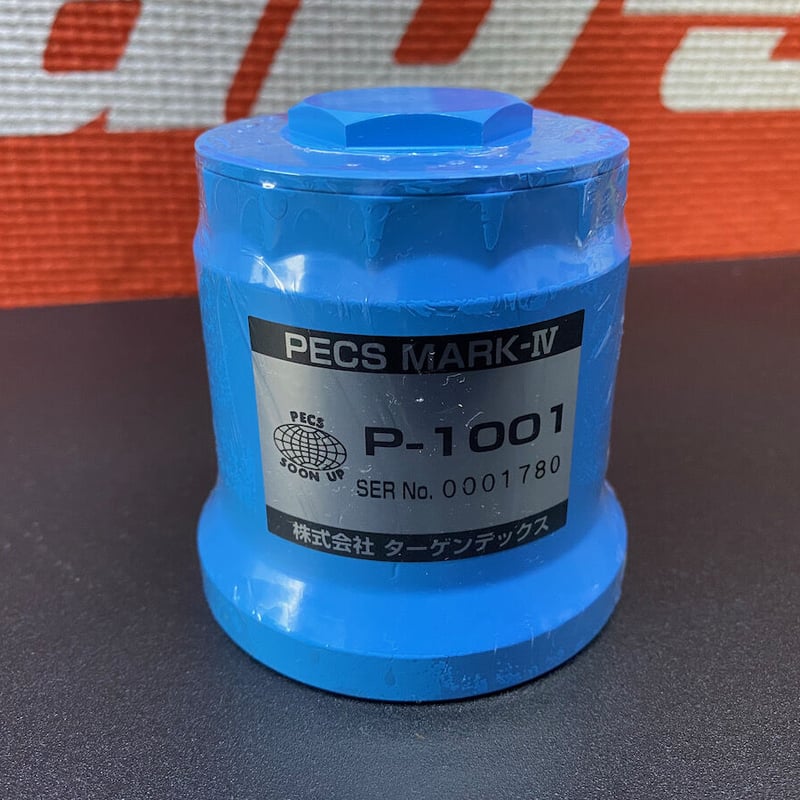 PECS MARK-Ⅳ
PECS
SOON UP
P-1001
SER No. 0001780
株式会社 ターゲンテックス